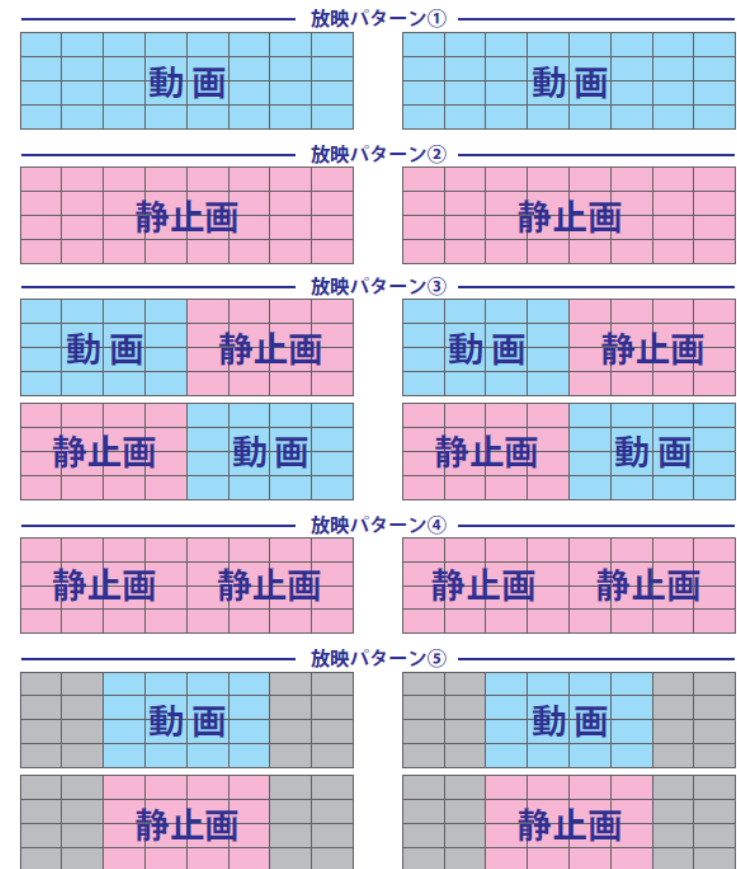 放映パターン①
動画 動画
放映パターン②
静止画 静止画
放映パターン③
動画 静止画 動画 静止画
静止画 動画 静止画 動画
放映パターン④
静止画 静止画 静止画 静止画
放映パターン⑤
動画 動画
静止画 静止画